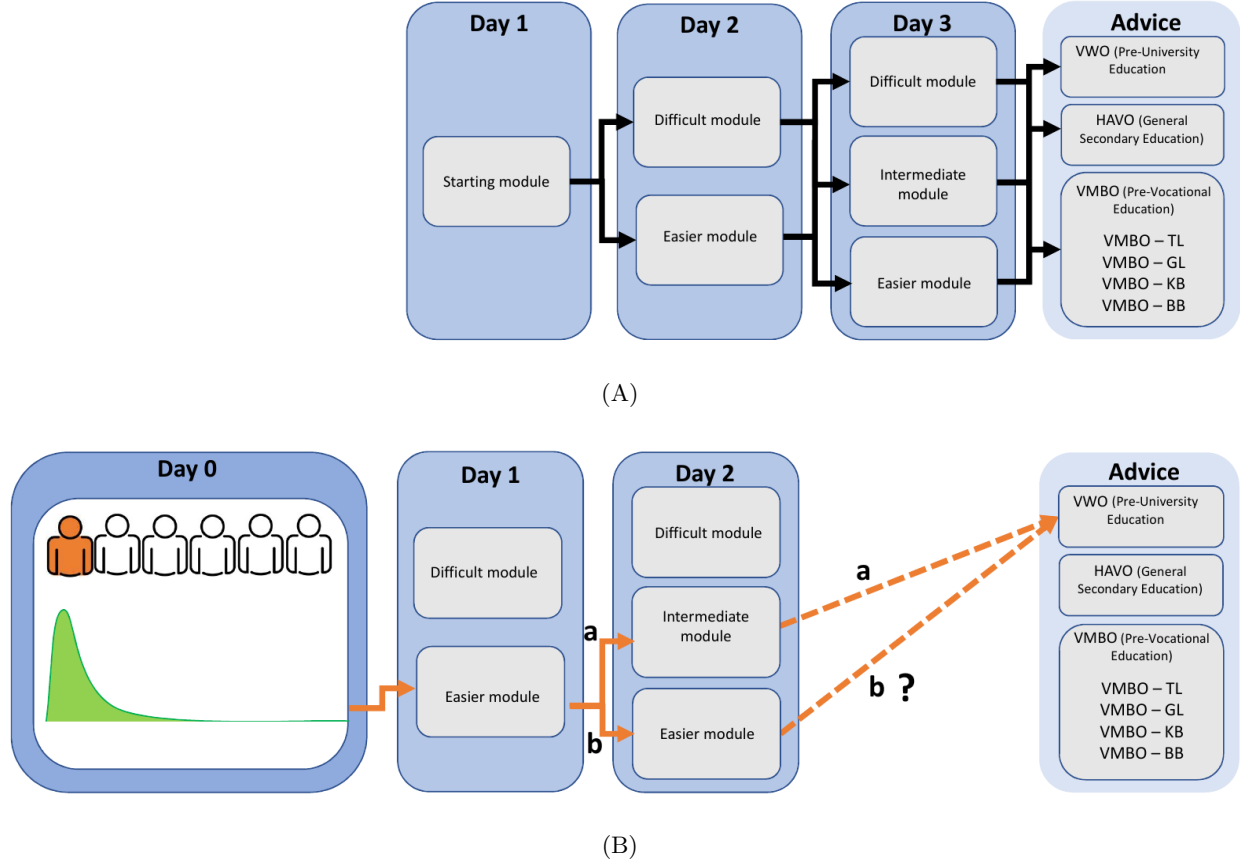 Day 1
Day 2
Day 3
Advice
Starting module
Difficult module
Easier module
Difficult module
Intermediate
module
Easier module
VWO (Pre-University
Education
HAVO (General
Secondary Education)
VMBO (Pre-Vocational
Education)
VMBO – TL
VMBO – GL
VMBO – KB
VMBO – BB
(A)
Day 0
Day 1
Day 2
Advice
Difficult module
Easier module
a
b
Difficult module
Intermediate
module
Easier module
a
b ?
VWO (Pre-University
Education
HAVO (General
Secondary Education)
VMBO (Pre-Vocational
Education)
VMBO – TL
VMBO – GL
VMBO – KB
VMBO – BB
(B)